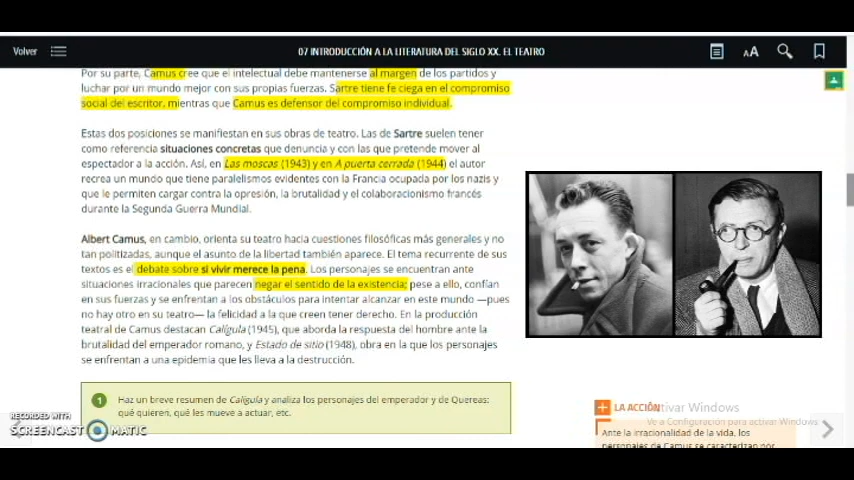 Volver
07 INTRODUCCIÓN A LA LITERATURA DEL SIGLO XX. EL TEATRO
AA
Por su parte, Camus cree que el intelectual debe mantenerse al margen de los partidos y
luchar por un mundo mejor con sus propias fuerzas. Sartre tiene fe ciega en el compromiso
social del escritor, mientras que Camus es defensor del compromiso individual.
Estas dos posiciones se manifiestan en sus obras de teatro. Las de Sartre suelen tener
como referencia situaciones concretas que denuncia y con las que pretende mover al
espectador a la acción. Así, en Las moscas (1943) y en A puerta cerrada (1944) el autor
recrea un mundo que tiene paralelismos evidentes con la Francia ocupada por los nazis y
que le permiten cargar contra la opresión, la brutalidad y el colaboracionismo francés
durante la Segunda Guerra Mundial.
Albert Camus, en cambio, orienta su teatro hacia cuestiones filosóficas más generales y no
tan politizadas, aunque el asunto de la libertad también aparece. El tema recurrente de sus
textos es el debate sobre si vivir merece la pena. Los personajes se encuentran ante
situaciones irracionales que parecen negar el sentido de la existencia; pese a ello, confían
en sus fuerzas y se enfrentan a los obstáculos para intentar alcanzar en este mundo —pues
no hay otro en su teatro— la felicidad a la que creen tener derecho. En la producción
teatral de Camus destacan Calígula (1945), que aborda la respuesta del hombre ante la
brutalidad del emperador romano, y Estado de sitio (1948), obra en la que los personajes
se enfrentan a una epidemia que les lleva a la destrucción.
1 Haz un breve resumen de Calígula y analiza los personajes del emperador y de Quereas:
qué quieren, qué les mueve a actuar, etc.
LA ACCIÓN
Activar Windows
Ve a Configuración para activar Windows.
Ante la irracionalidad de la vida, los
personajes de Camus se caracterizan por
RECORDED WITH
SCREENCAST MATIC